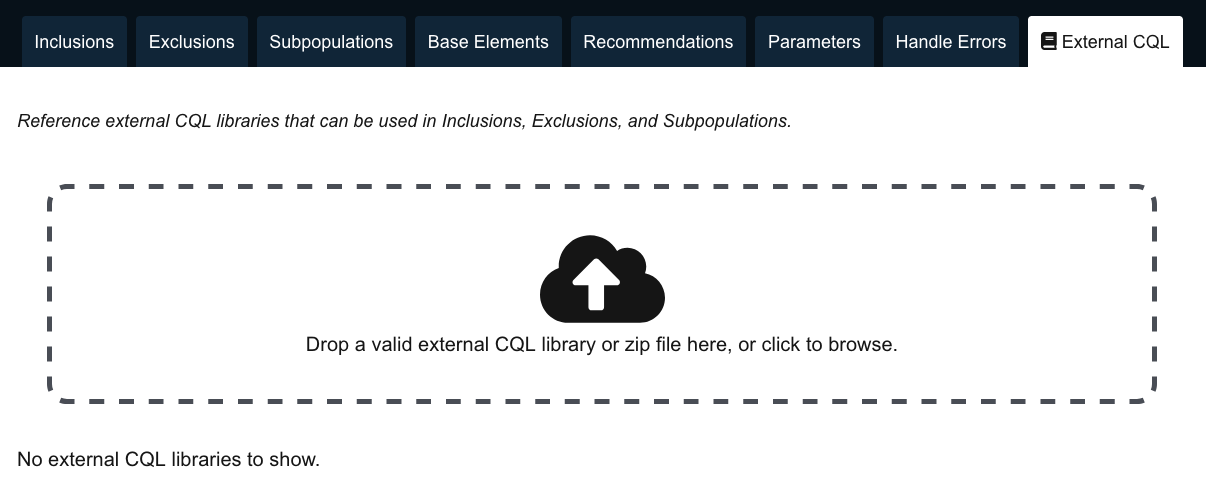 Inclusions Exclusions Subpopulations Base Elements Recommendations Parameters Handle Errors External CQL
Reference external CQL libraries that can be used in Inclusions, Exclusions, and Subpopulations.
Drop a valid external CQL library or zip file here, or click to browse.
No external CQL libraries to show.